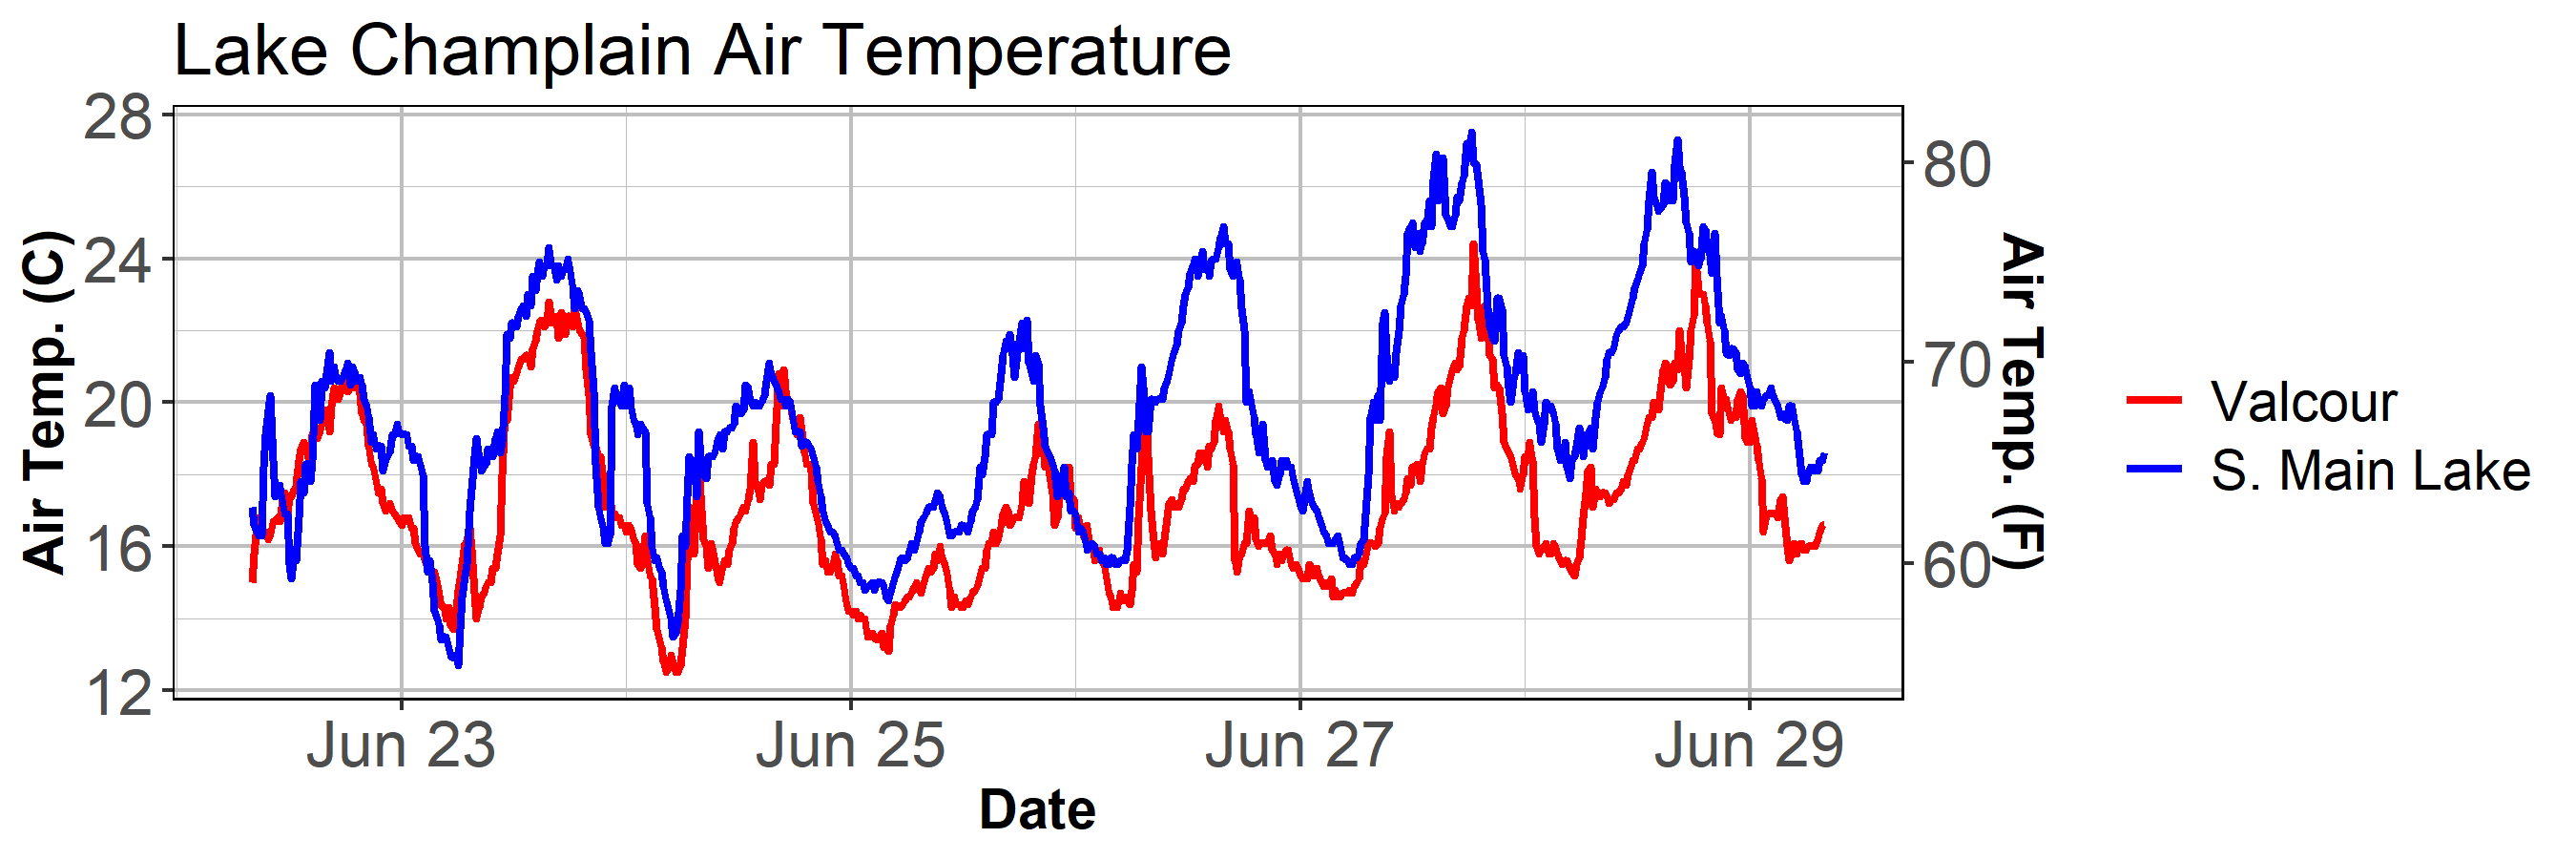 Lake Champlain Air Temperature
28
24
20
16
12
Air Temp. (C)
80
70
60
Air Temp. (F)
Jun 23
Jun 25
Jun 27
Jun 29
Date
Valcour
S. Main Lake